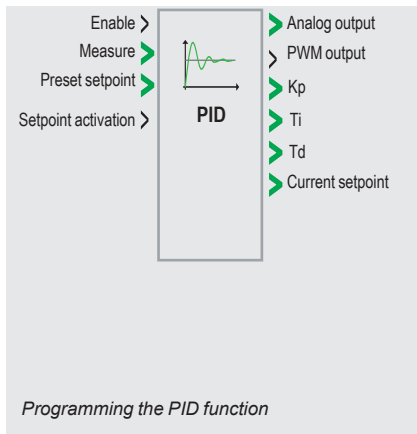 Enable
Measure
Preset setpoint
Setpoint activation
PID
Analog output
PWM output
Kp
Ti
Td
Current setpoint
Programming the PID function